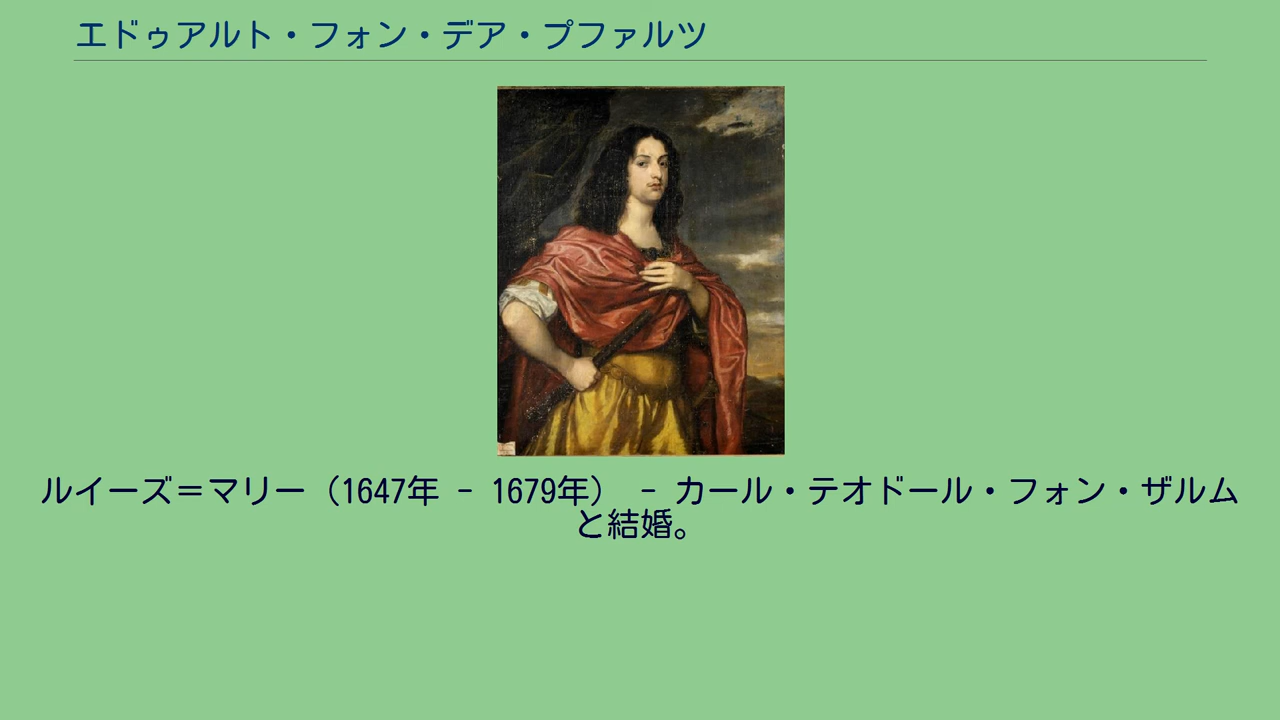 エドゥアルト・フォン・デア・プファルツ
ルイーズ＝マリー（1647年 - 1679年） - カール・テオドール・フォン・ザルム
と結婚。